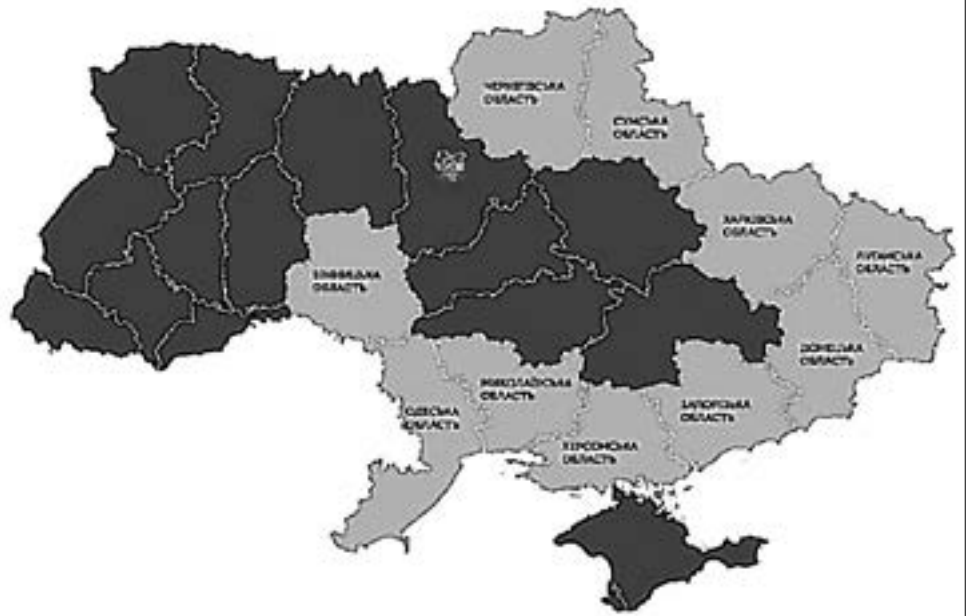 ЧЕРНІГІВСЬКА
ОБЛАСТЬ
СУМСЬКА
ОБЛАСТЬ
ХАРКІВСЬКА
ОБЛАСТЬ
ЛУГАНСЬКА
ОБЛАСТЬ
ВІННИЦЬКА
ОБЛАСТЬ
ДОНЕЦЬКА
ОБЛАСТЬ
МИКОЛАЇВСЬКА
ОБЛАСТЬ
ОДЕСЬКА
ОБЛАСТЬ
ЗАПОРІЗЬКА
ОБЛАСТЬ
ХЕРСОНСЬКА
ОБЛАСТЬ